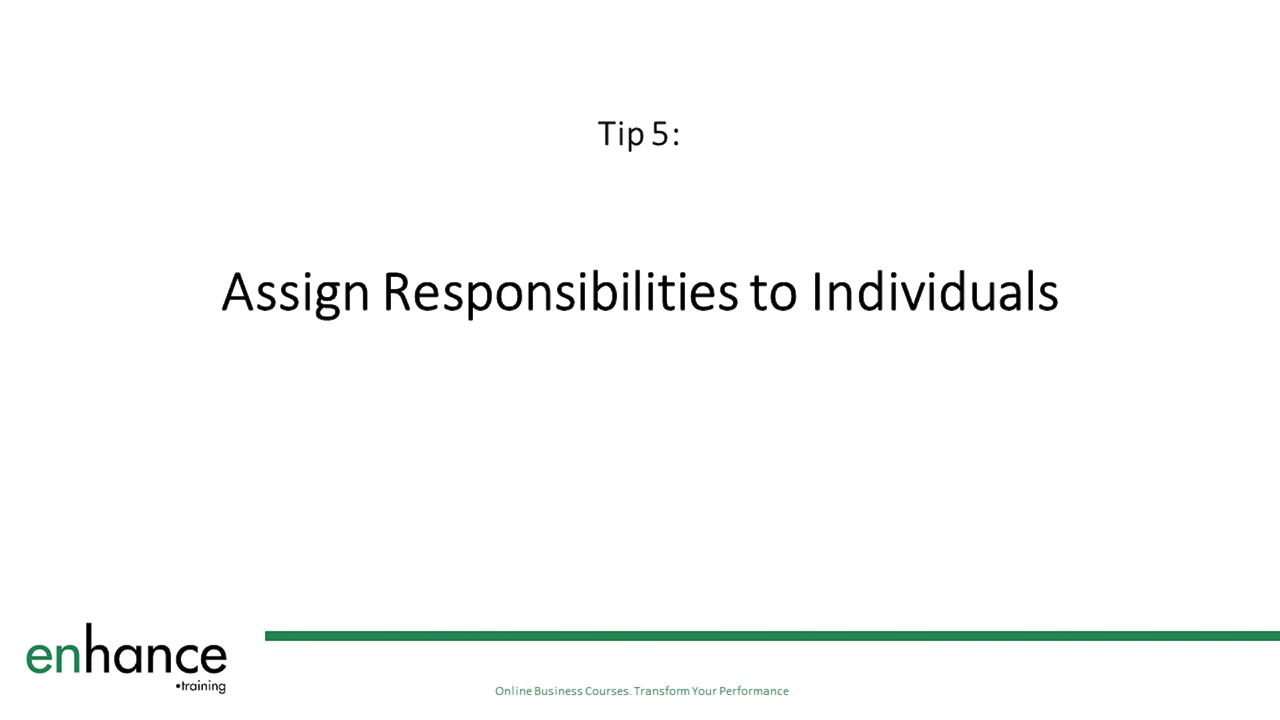 Tip 5:
Assign Responsibilities to Individuals
enhance
•training
Online Business Courses. Transform Your Performance